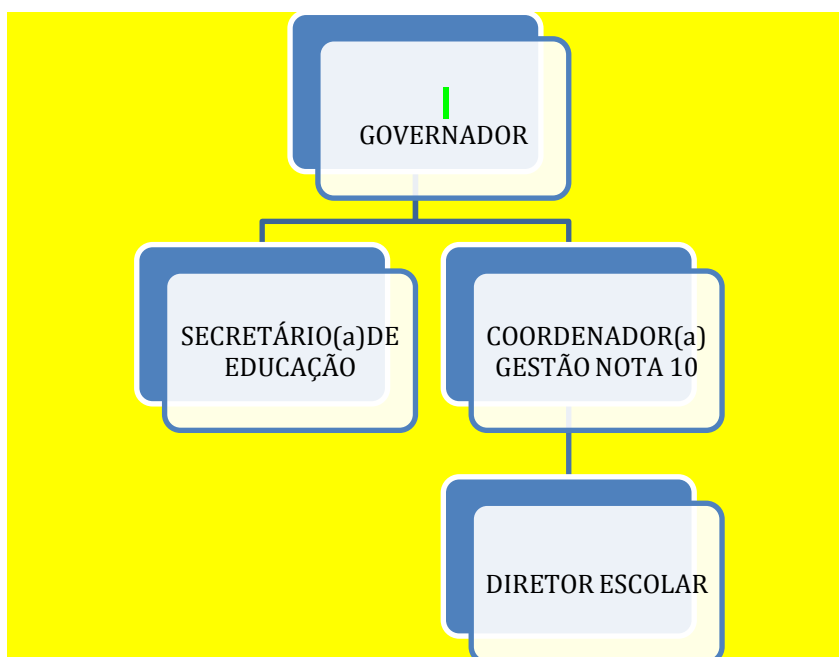 GOVERNADOR
SECRETÁRIO(a)DE
EDUCAÇÃO
COORDENADOR(a)
GESTÃO NOTA 10
DIRETOR ESCOLAR